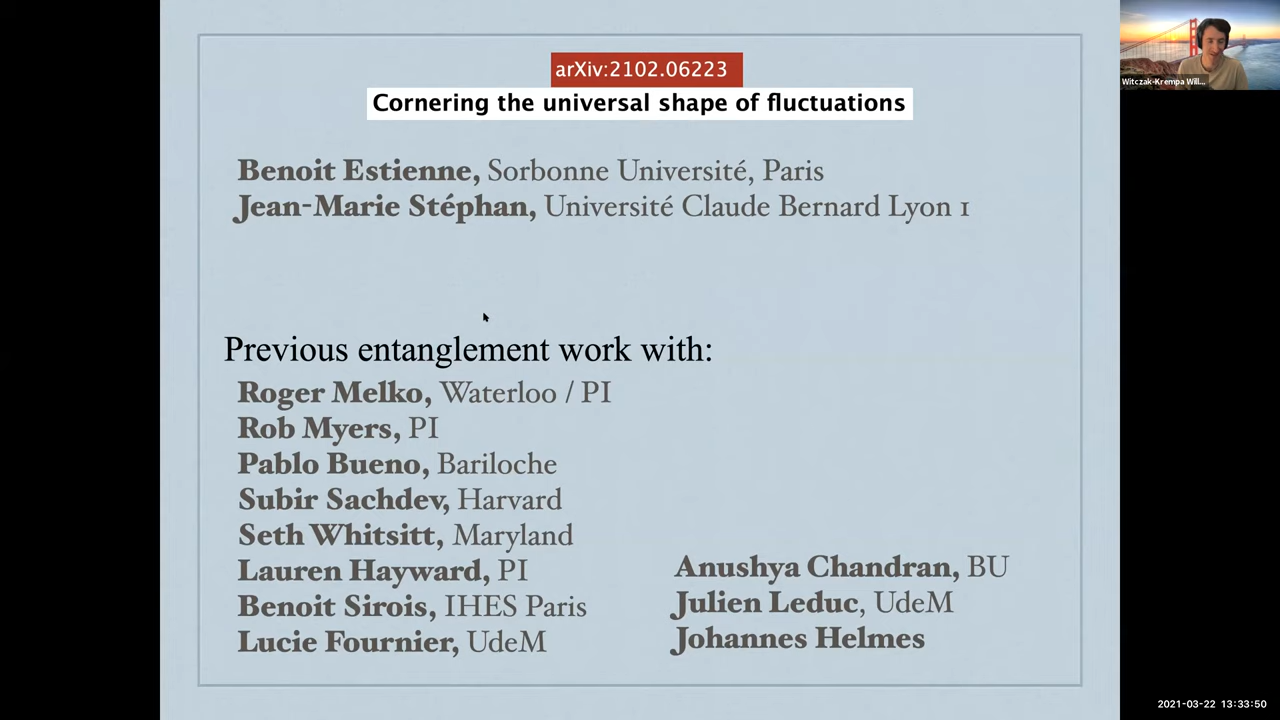 arXiv:2102.06223
Cornering the universal shape of fluctuations
Benoit Estienne, Sorbonne Université, Paris
Jean-Marie Stéphan, Université Claude Bernard Lyon 1
Previous entanglement work with:
Roger Melko, Waterloo / PI
Rob Myers, PI
Pablo Bueno, Bariloche
Subir Sachdev, Harvard
Seth Whitsitt, Maryland
Lauren Hayward, PI
Benoit Sirois, IHES Paris
Lucie Fournier, UdeM
Anushya Chandran, BU
Julien Leduc, UdeM
Johannes Helmes
Witczak-Krempa Will...
2021-03-22 13:33:50